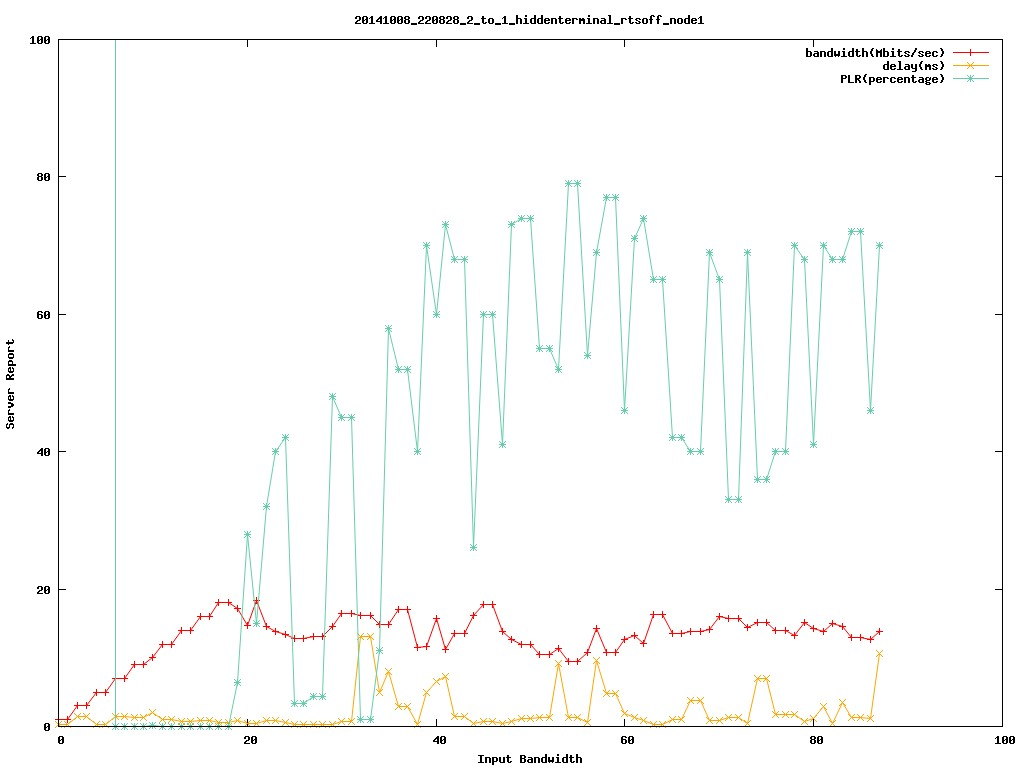 20141008_220828_2_to_1_hiddenterminal_rtsoff_node1
100
bandwidth(Mbits/sec)
delay(ms)
PLR(percentage)
80
60
Server Report
40
20
0
0 20 40 60 80 100
Input Bandwidth